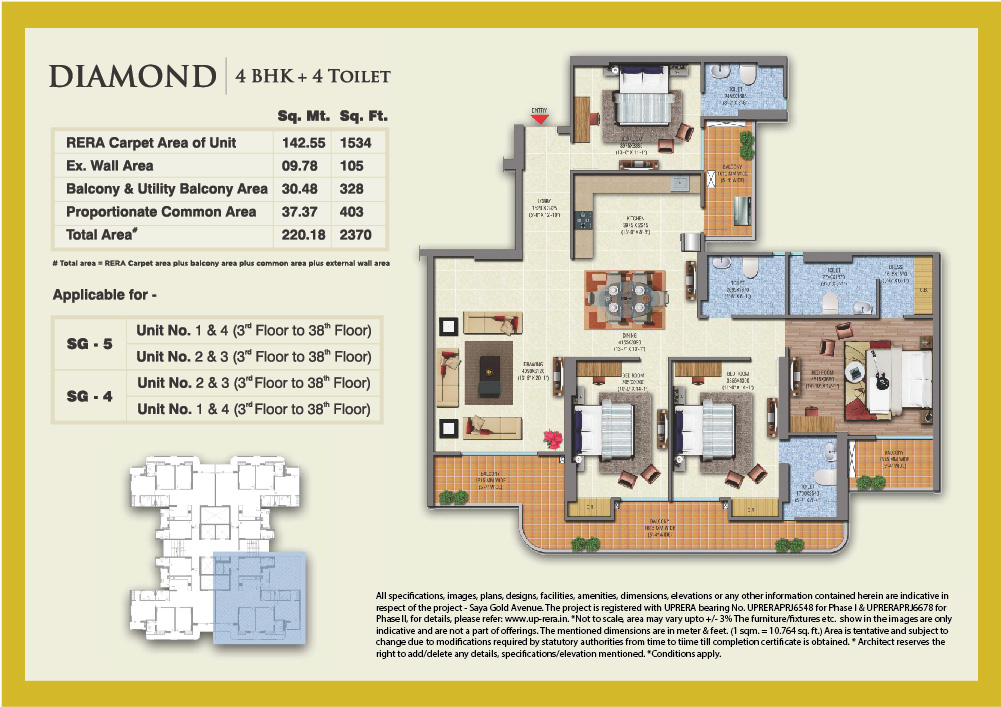 DIAMOND | 4 BHK + 4 TOILET
Sq. Mt. Sq. Ft.
RERA Carpet Area of Unit 142.55 1534
Ex. Wall Area 09.78 105
Balcony & Utility Balcony Area 30.48 328
Proportionate Common Area 37.37 403
Total Area# 220.18 2370
# Total area = RERA Carpet area plus balcony area plus common area plus external wall area
Applicable for -
SG - 5
Unit No. 1 & 4 (3rd Floor to 38th Floor)
Unit No. 2 & 3 (3rd Floor to 38th Floor)
SG - 4
Unit No. 2 & 3 (3rd Floor to 38th Floor)
Unit No. 1 & 4 (3rd Floor to 38th Floor)
ENTRY
TOILET
BALCONY
LOBBY
KITCHEN
TOILET
TOILET
DRESS
DINING
DRAWING
BED ROOM
BED ROOM
BED ROOM
BALCONY
BALCONY
TOILET
BALCONY
All specifications, images, plans, designs, facilities, amenities, dimensions, elevations or any other information contained herein are indicative in
respect of the project - Saya Gold Avenue. The project is registered with UPRERA bearing No. UPRERAPRJ6548 for Phase I & UPRERAPRJ6678 for
Phase II, for details, please refer: www.up-rera.in. *Not to scale, area may vary upto +/- 3% The furniture/fixtures etc. show in the images are only
indicative and are not a part of offerings. The mentioned dimensions are in meter & feet. (1 sqm. = 10.764 sq. ft.) Area is tentative and subject to
change due to modifications required by statutory authorities from time to time till completion certificate is obtained. * Architect reserves the
right to add/delete any details, specifications/elevation mentioned. *Conditions apply.